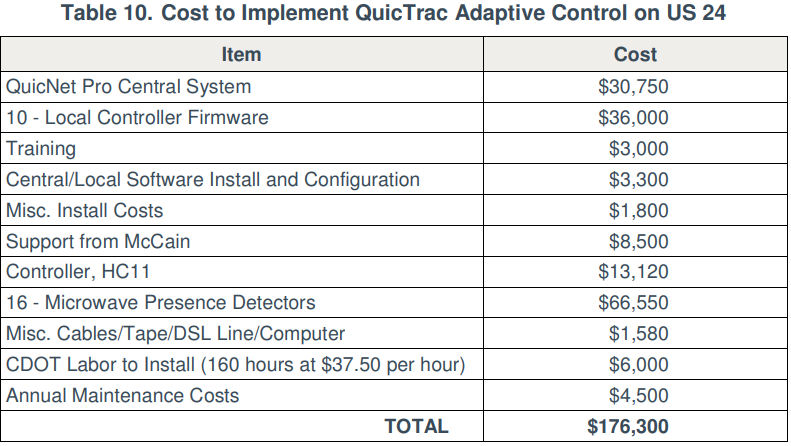 Table 10. Cost to Implement QuicTrac Adaptive Control on US 24
Item Cost
QuicNet Pro Central System $30,750
10 - Local Controller Firmware $36,000
Training $3,000
Central/Local Software Install and Configuration $3,300
Misc. Install Costs $1,800
Support from McCain $8,500
Controller, HC11 $13,120
16 - Microwave Presence Detectors $66,550
Misc. Cables/Tape/DSL Line/Computer $1,580
CDOT Labor to Install (160 hours at $37.50 per hour) $6,000
Annual Maintenance Costs $4,500
TOTAL $176,300